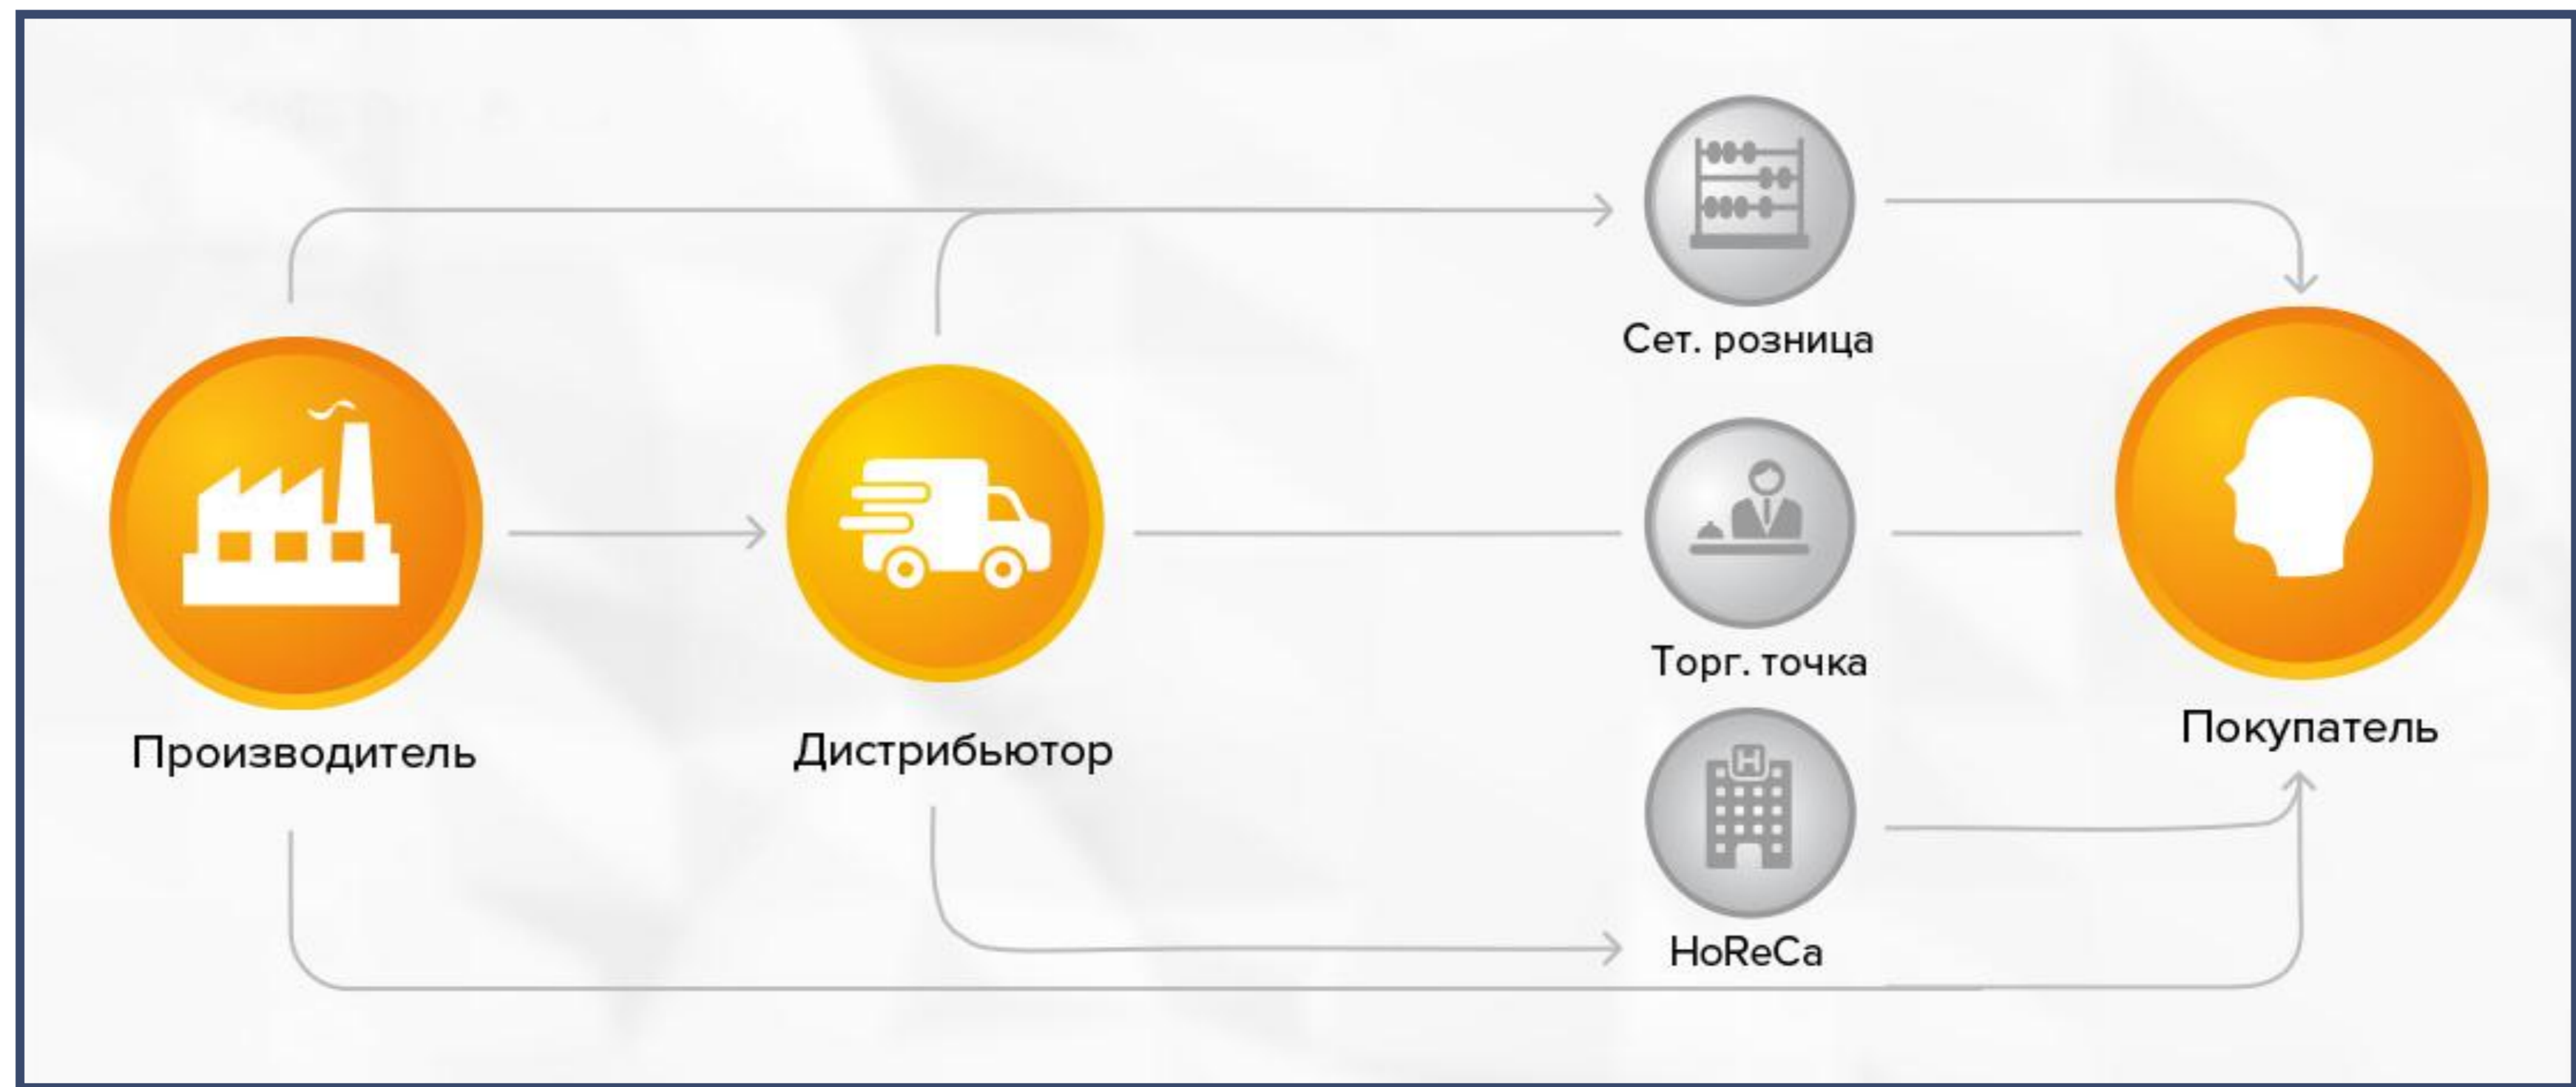 Сет. розница
Торг. точка
Производитель
Дистрибьютор
Покупатель
H
HoReCa